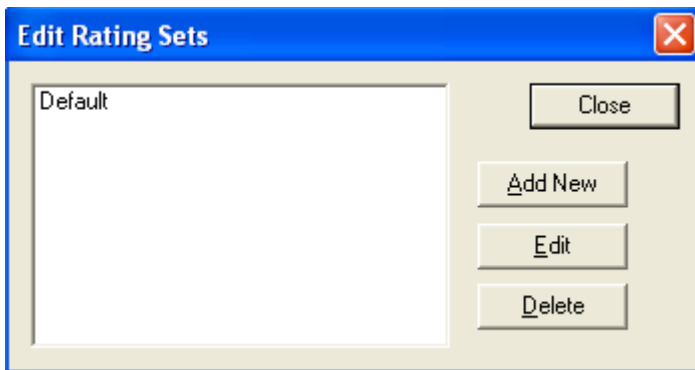 Edit Rating Sets
Default
Close
Add New
Edit
Delete